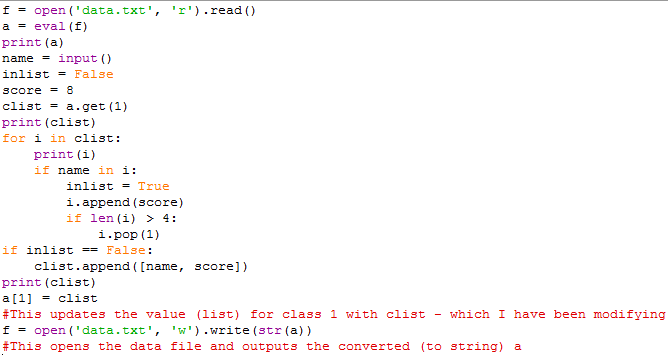 f = open('data.txt', 'r').read()
a = eval(f)
print(a)
name = input()
inlist = False
score = 8
clist = a.get(1)
print(clist)
for i in clist:
    print(i)
    if name in i:
        inlist = True
        i.append(score)
        if len(i) > 4:
            i.pop(1)
if inlist == False:
    clist.append([name, score])
print(clist)
a[1] = clist
#This updates the value (list) for class 1 with clist - which I have been modifying
f = open('data.txt', 'w').write(str(a))
#This opens the data file and outputs the converted (to string) a